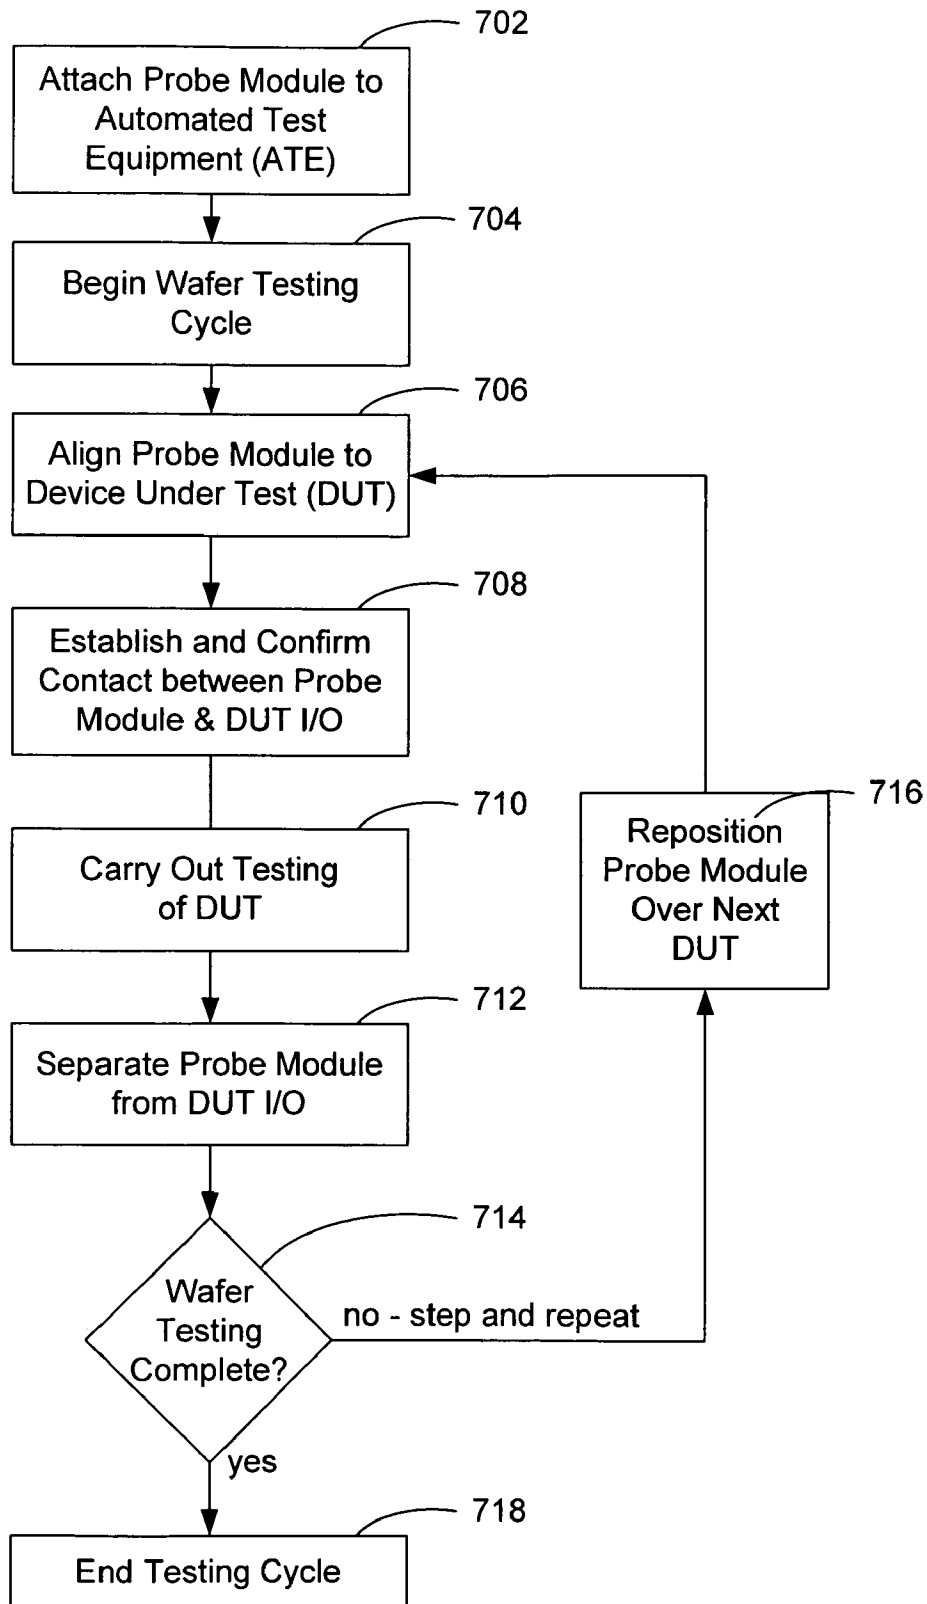 702
Attach Probe Module to
Automated Test
Equipment (ATE)
704
Begin Wafer Testing
Cycle
706
Align Probe Module to
Device Under Test (DUT)
708
Establish and Confirm
Contact between Probe
Module & DUT I/O
710
Carry Out Testing
of DUT
716
Reposition
Probe Module
Over Next
DUT
712
Separate Probe Module
from DUT I/O
714
Wafer
Testing
Complete?
no - step and repeat
yes
718
End Testing Cycle